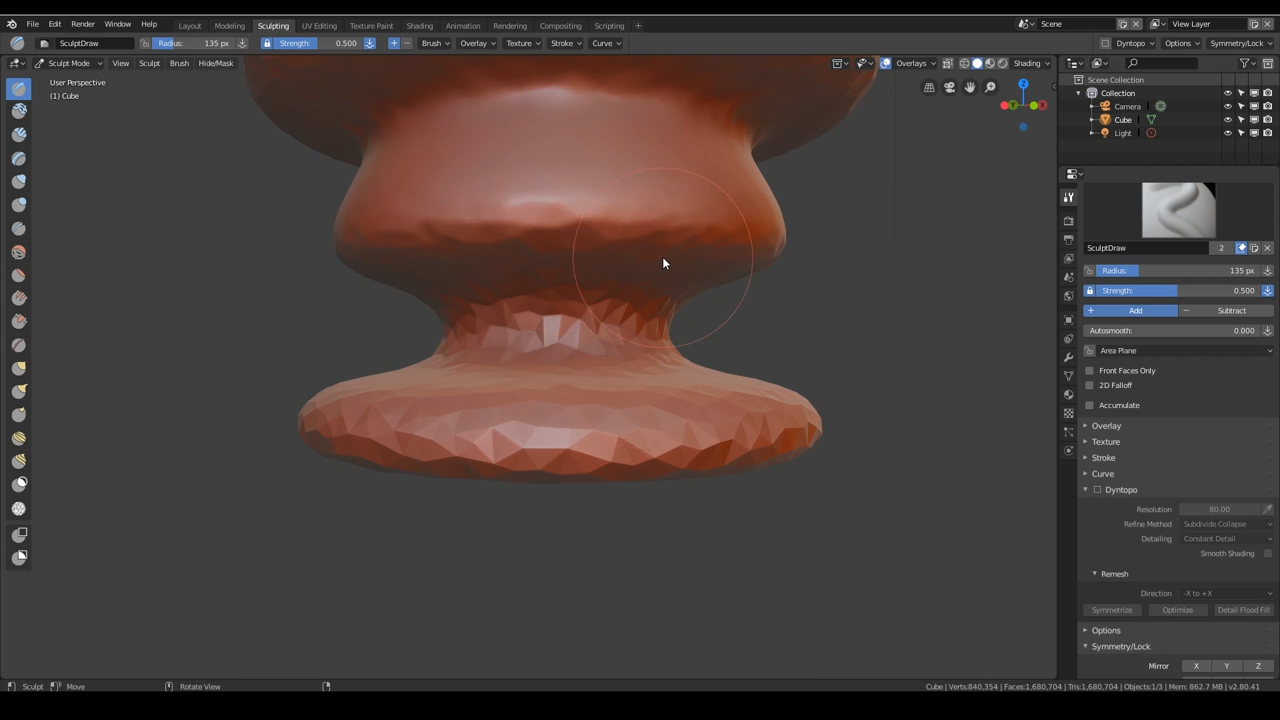 File Edit Render Window Help Layout Modeling Sculpting UV Editing Texture Paint Shading Animation Rendering Compositing Scripting + Scene View Layer
SculptDraw Radius: 135 px Strength: 0.500 + − Brush Overlay Texture Stroke Curve Dyntopo Options Symmetry/Lock
Sculpt Mode View Sculpt Brush Hide/Mask Overlays Shading
User Perspective
(1) Cube
Z
Y X
Scene Collection
Collection
Camera
Cube
Light
SculptDraw 2
Radius: 135 px
Strength: 0.500
+ Add − Subtract
Autosmooth: 0.000
Area Plane
Front Faces Only
2D Falloff
Accumulate
Overlay
Texture
Stroke
Curve
Dyntopo
Resolution 80.00
Refine Method Subdivide Collapse
Detailing Constant Detail
Smooth Shading
Remesh
Direction -X to +X
Symmetrize Optimize Detail Flood Fill
Options
Symmetry/Lock
Mirror X Y Z
Sculpt Move Rotate View Cube | Verts:840,354 | Faces:1,680,704 | Tris:1,680,704 | Objects:1/3 | Mem: 862.7 MB | v2.80.41